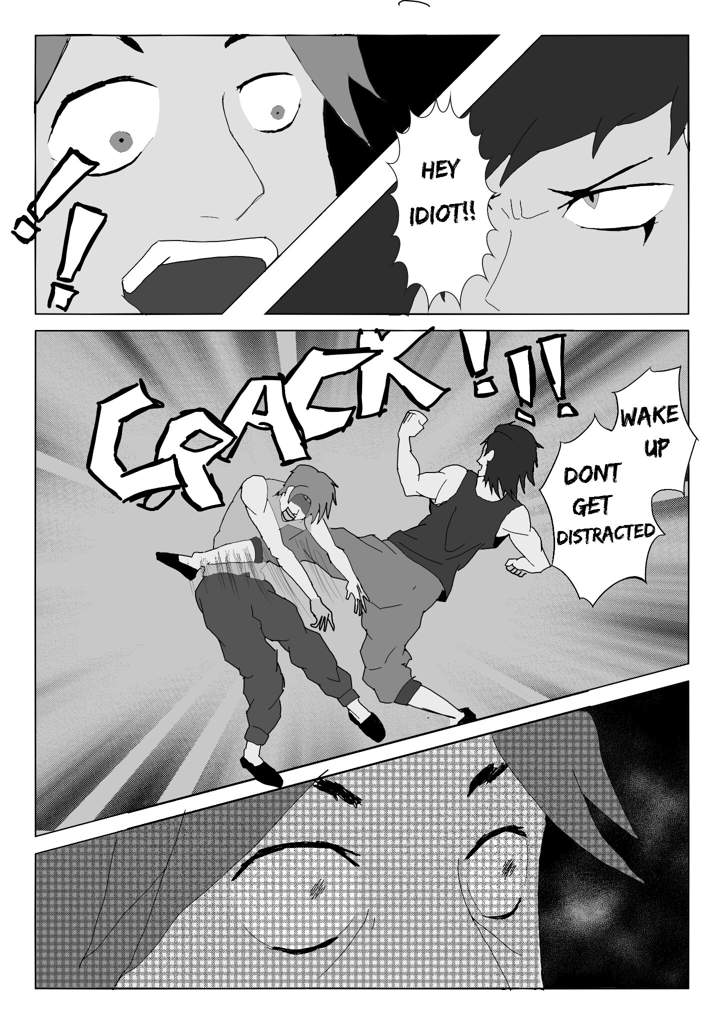 !!
HEY
IDIOT!!
CRACK!!!
WAKE
UP
DONT
GET
DISTRACTED